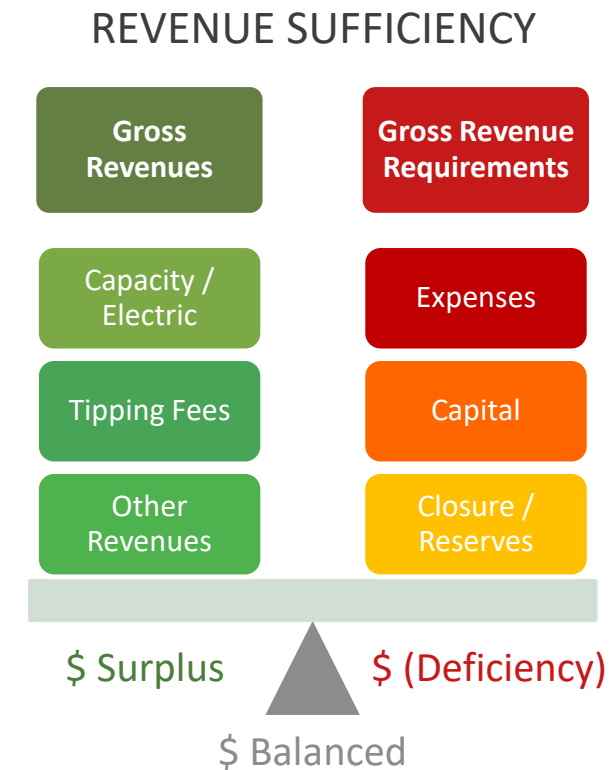 REVENUE SUFFICIENCY
Gross
Revenues
Capacity /
Electric
Tipping Fees
Other
Revenues
Gross Revenue
Requirements
Expenses
Capital
Closure /
Reserves
$ Surplus
$ (Deficiency)
$ Balanced